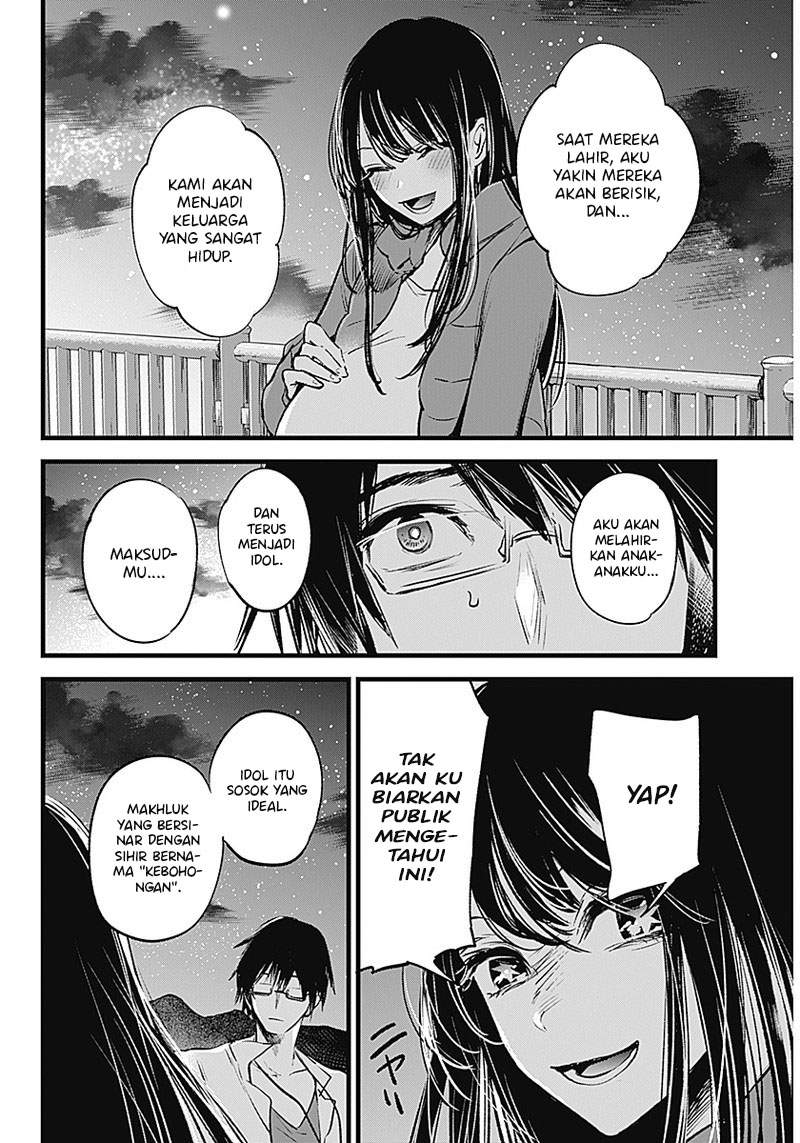 SAAT MEREKA
LAHIR, AKU
YAKIN MEREKA
AKAN BERISIK,
DAN...
KAMI AKAN
MENJADI
KELUARGA
YANG SANGAT
HIDUP.
AKU AKAN
MELAHIR-
KAN ANAK-
ANAKKU...
DAN
TERUS
MENJADI
IDOL.
MAKSUD-
MU....
YAP!
TAK
AKAN KU
BIARKAN
PUBLIK
MENGE-
TAHUI
INI!
ニヤリ
IDOL ITU
SOSOK YANG
IDEAL.
MAKHLUK
YANG BERSI-
NAR DENGAN
SIHIR BERNA-
MA "KEBOHO-
NGAN".